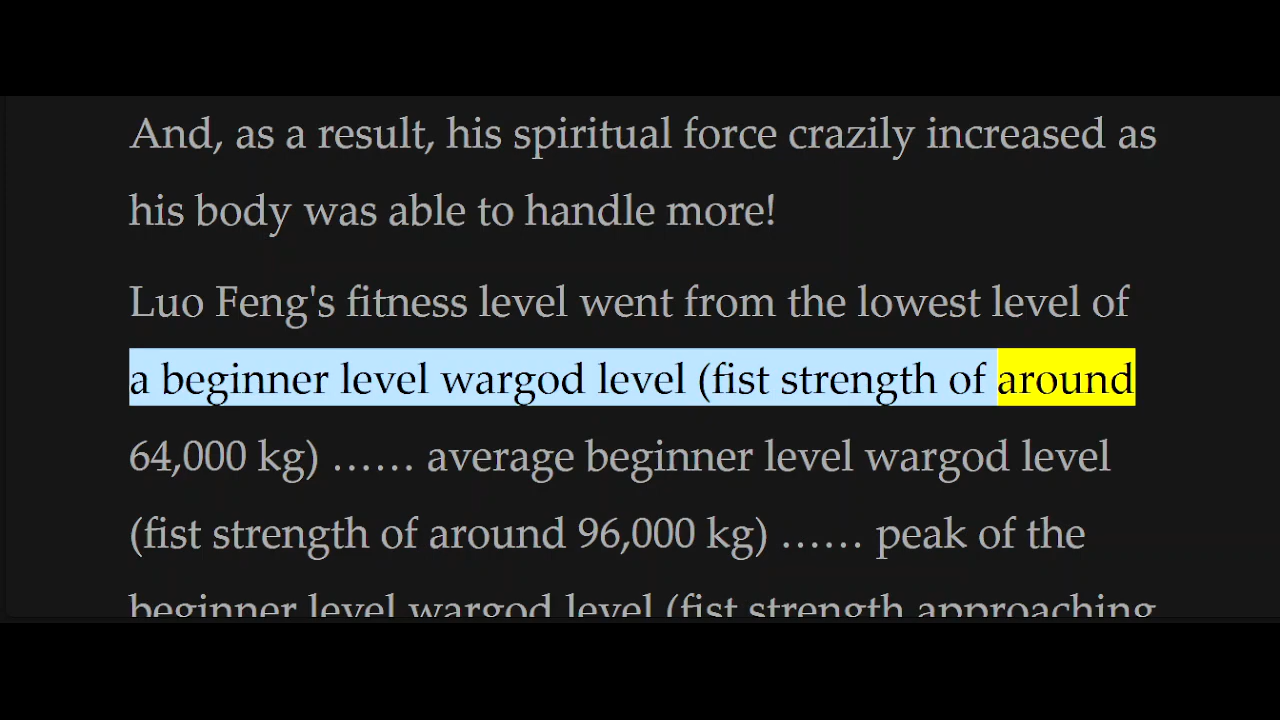 And, as a result, his spiritual force crazily increased as
his body was able to handle more!
Luo Feng's fitness level went from the lowest level of
a beginner level wargod level (fist strength of around
64,000 kg) …… average beginner level wargod level
(fist strength of around 96,000 kg) …… peak of the
beginner level wargod level (fist strength approaching